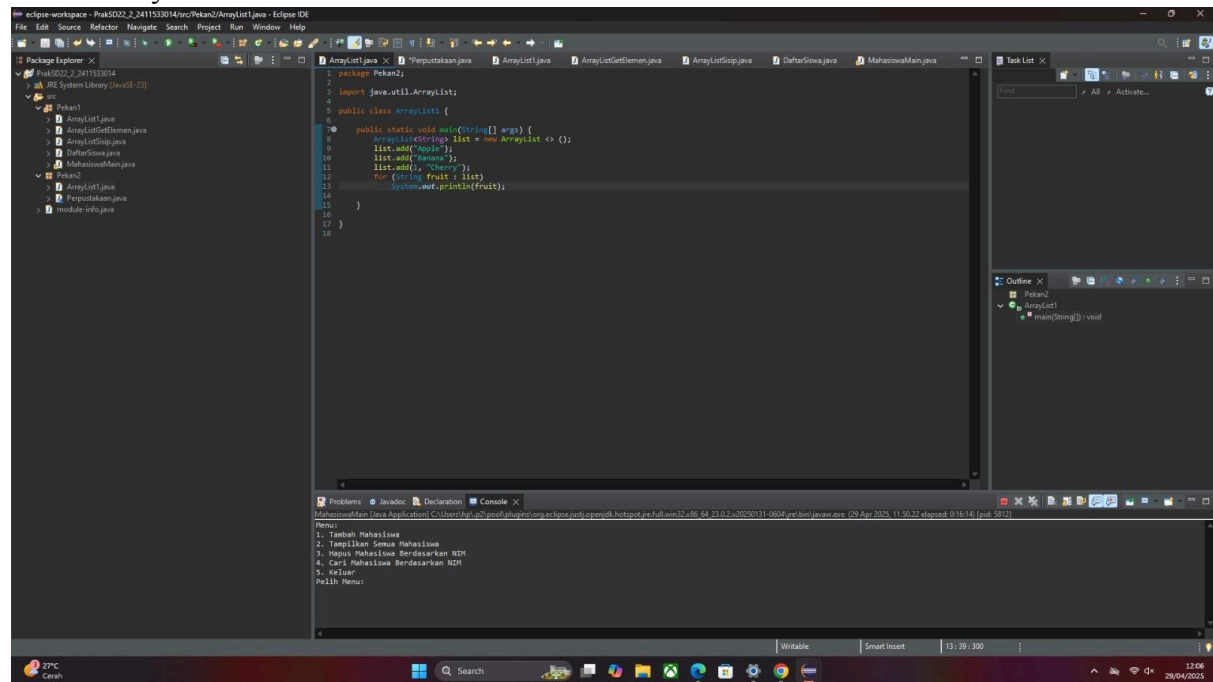 eclipse-workspace - PrakSD22_2_2411533014/src/Pekan2/ArrayList1.java - Eclipse IDE
File Edit Source Refactor Navigate Search Project Run Window Help
Package Explorer
PrakSD22_2_2411533014
JRE System Library [JavaSE-23]
src
Pekan1
ArrayList1.java
ArrayListGetElemen.java
ArrayListSisip.java
DaftarSiswa.java
MahasiswaMain.java
Pekan2
ArrayList1.java
Perpustakaan.java
module-info.java
ArrayList1.java *Perpustakaan.java ArrayList1.java ArrayListGetElemen.java ArrayListSisip.java DaftarSiswa.java MahasiswaMain.java
1 package Pekan2;
2
3 import java.util.ArrayList;
4
5 public class ArrayList1 {
6
7 public static void main(String[] args) {
8 ArrayList<String> list = new ArrayList <> ();
9 list.add("Apple");
10 list.add("Banana");
11 list.add(1, "Cherry");
12 for (String fruit : list)
13 System.out.println(fruit);
14
15 }
16
17 }
18
Task List
Find All Activate...
Outline
Pekan2
ArrayList1
main(String[]) : void
Problems Javadoc Declaration Console
MahasiswaMain [Java Application] C:\Users\hp\.p2\pool\plugins\org.eclipse.justj.openjdk.hotspot.jre.full.win32.x86_64_23.0.2.v20250131-0604\jre\bin\javaw.exe (29 Apr 2025, 11.50.22 elapsed: 0:16:14) [pid: 5812]
Menu:
1. Tambah Mahasiswa
2. Tampilkan Semua Mahasiswa
3. Hapus Mahasiswa Berdasarkan NIM
4. Cari Mahasiswa Berdasarkan NIM
5. Keluar
Pelih Menu:
Writable Smart Insert 13 : 39 : 300
3 27°C
Cerah
Search
12:06
29/04/2025